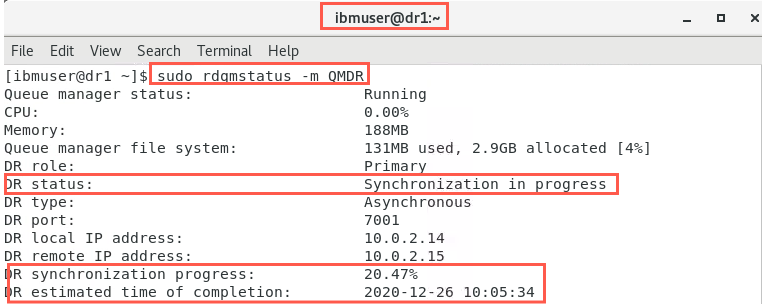 ibmuser@dr1:~
File Edit View Search Terminal Help
[ibmuser@dr1 ~]$ sudo rdqmstatus -m QMDR
Queue manager status: Running
CPU: 0.00%
Memory: 188MB
Queue manager file system: 131MB used, 2.9GB allocated [4%]
DR role: Primary
DR status: Synchronization in progress
DR type: Asynchronous
DR port: 7001
DR local IP address: 10.0.2.14
DR remote IP address: 10.0.2.15
DR synchronization progress: 20.47%
DR estimated time of completion: 2020-12-26 10:05:34